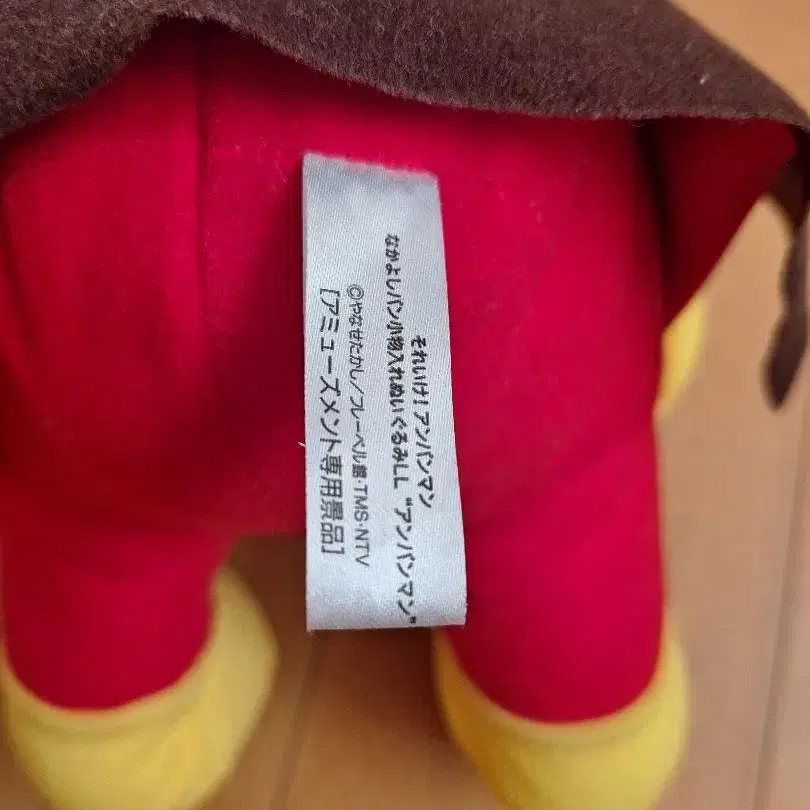 それいけ!アンパンマン
なかよしパン小物入れぬいぐるみLL "アンパンマン"
©やなせたかし/フレーベル館・TMS・NTV
[アミューズメント専用景品]